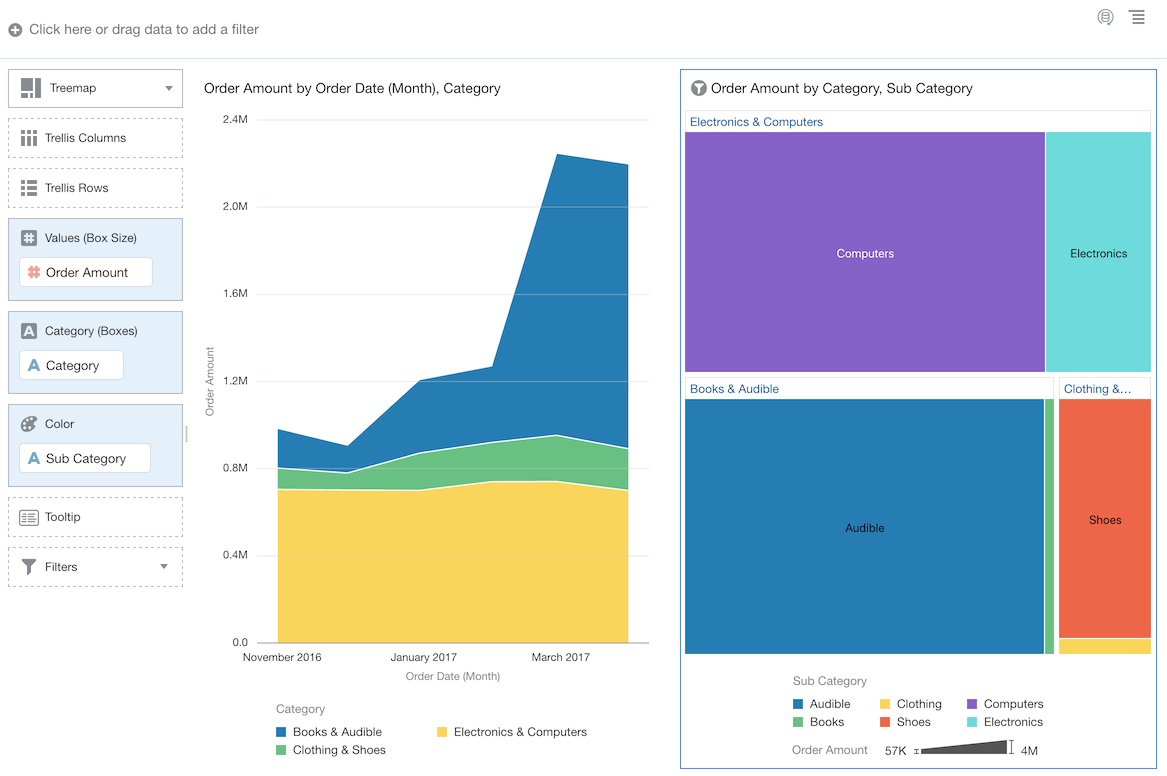 Click here or drag data to add a filter
Treemap
Trellis Columns
Trellis Rows
Values (Box Size)
Order Amount
A Category (Boxes)
A Category
Color
A Sub Category
Tooltip
Filters
Order Amount by Order Date (Month), Category
2.4M
2.0M
1.6M
1.2M
0.8M
0.4M
0.0
Order Amount
November 2016 January 2017 March 2017
Order Date (Month)
Category
Books & Audible Electronics & Computers
Clothing & Shoes
Order Amount by Category, Sub Category
Electronics & Computers
Computers Electronics
Books & Audible Clothing &...
Audible Shoes
Sub Category
Audible Clothing Computers
Books Shoes Electronics
Order Amount 57K 4M